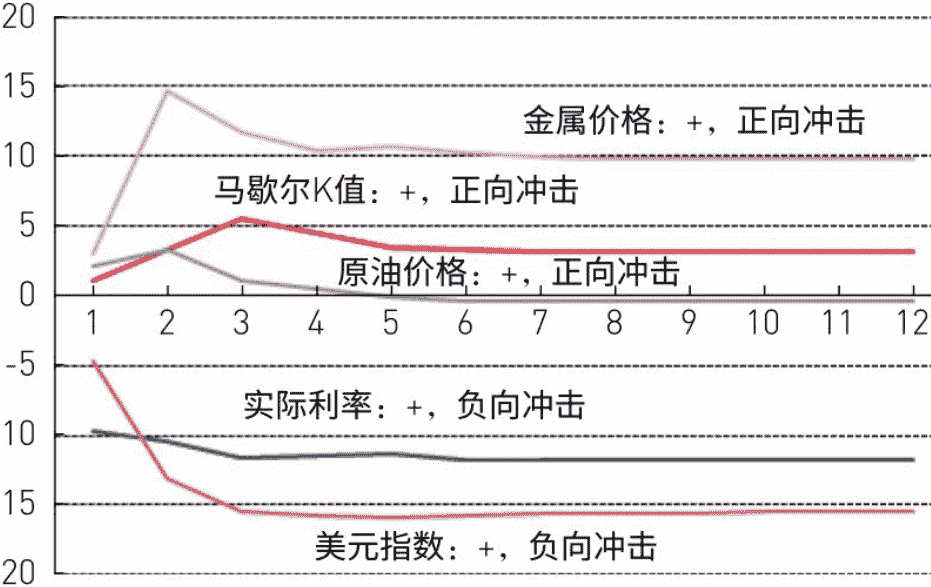 20
15
金属价格：+，正向冲击
10
马歇尔K值：+，正向冲击
5
原油价格：+，正向冲击
0
1 2 3 4 5 6 7 8 9 10 11 12
-5
实际利率：+，负向冲击
10
15
美元指数：+，负向冲击
20